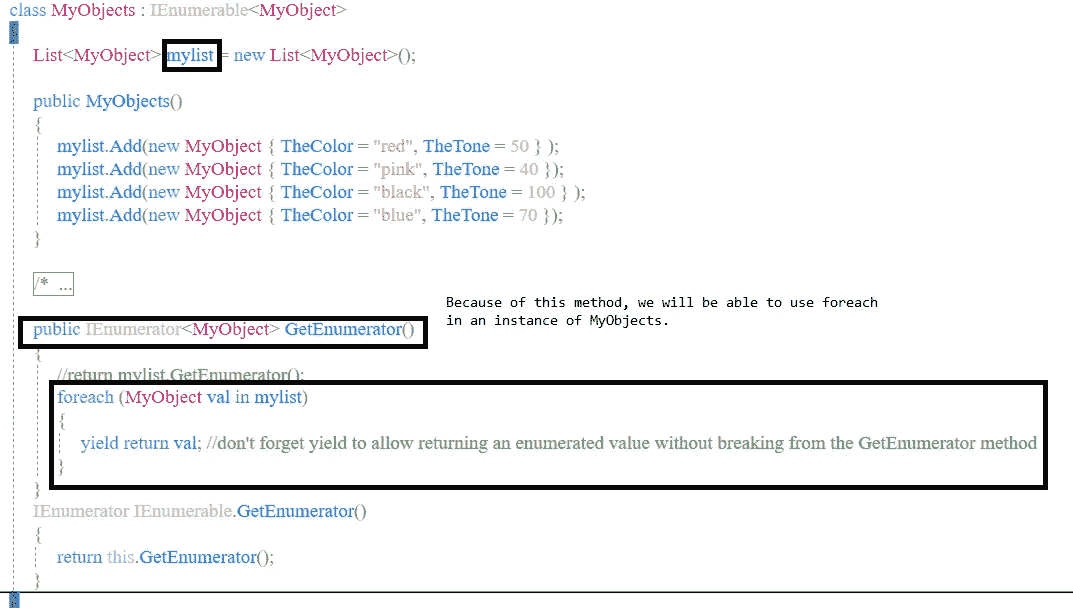 class MyObjects : IEnumerable<MyObject>
{
List<MyObject> mylist = new List<MyObject>();
public MyObjects()
{
mylist.Add(new MyObject { TheColor = "red", TheTone = 50 } );
mylist.Add(new MyObject { TheColor = "pink", TheTone = 40 });
mylist.Add(new MyObject { TheColor = "black", TheTone = 100 } );
mylist.Add(new MyObject { TheColor = "blue", TheTone = 70 });
}
/* ...
Because of this method, we will be able to use foreach
in an instance of MyObjects.
public IEnumerator<MyObject> GetEnumerator()
{
//return mylist.GetEnumerator();
foreach (MyObject val in mylist)
{
yield return val; //don't forget yield to allow returning an enumerated value without breaking from the GetEnumerator method
}
}
IEnumerator IEnumerable.GetEnumerator()
{
return this.GetEnumerator();
}
}